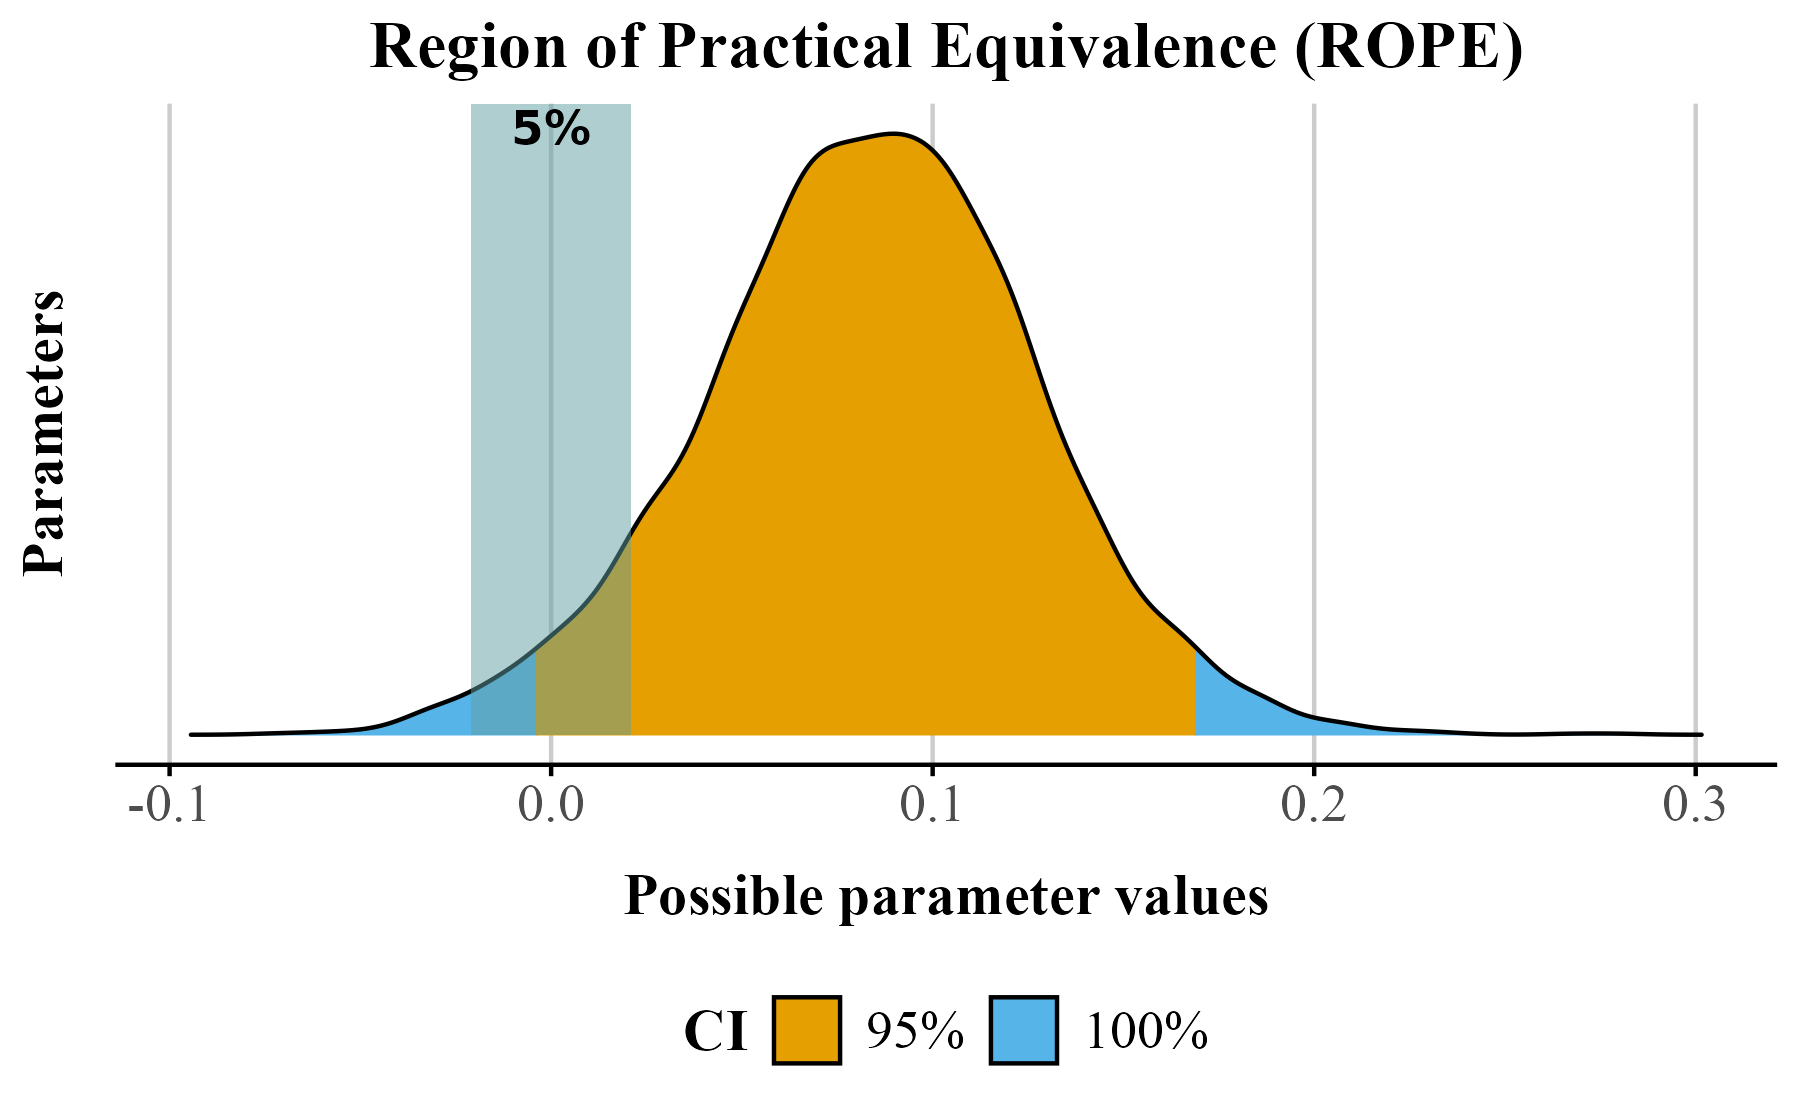 Region of Practical Equivalence (ROPE)
5%
Parameters
-0.1 0.0 0.1 0.2 0.3
Possible parameter values
CI 95% 100%